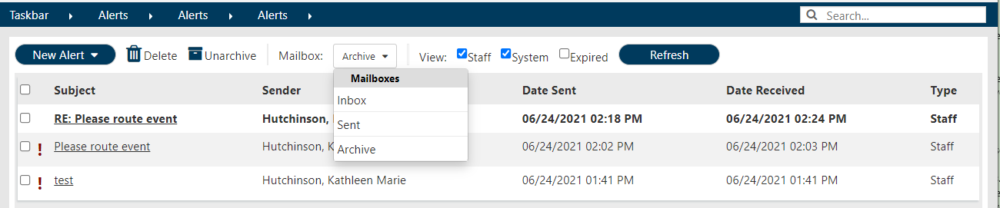 Taskbar Alerts Alerts Alerts Search...
New Alert Delete Unarchive Mailbox: Archive View: Staff System Expired Refresh
Mailboxes
Inbox
Sent
Archive
Subject Sender Date Sent Date Received Type
RE: Please route event Hutchinson, 06/24/2021 02:18 PM 06/24/2021 02:24 PM Staff
! Please route event Hutchinson, K 06/24/2021 02:02 PM 06/24/2021 02:03 PM Staff
! test Hutchinson, Kathleen Marie 06/24/2021 01:41 PM 06/24/2021 01:41 PM Staff